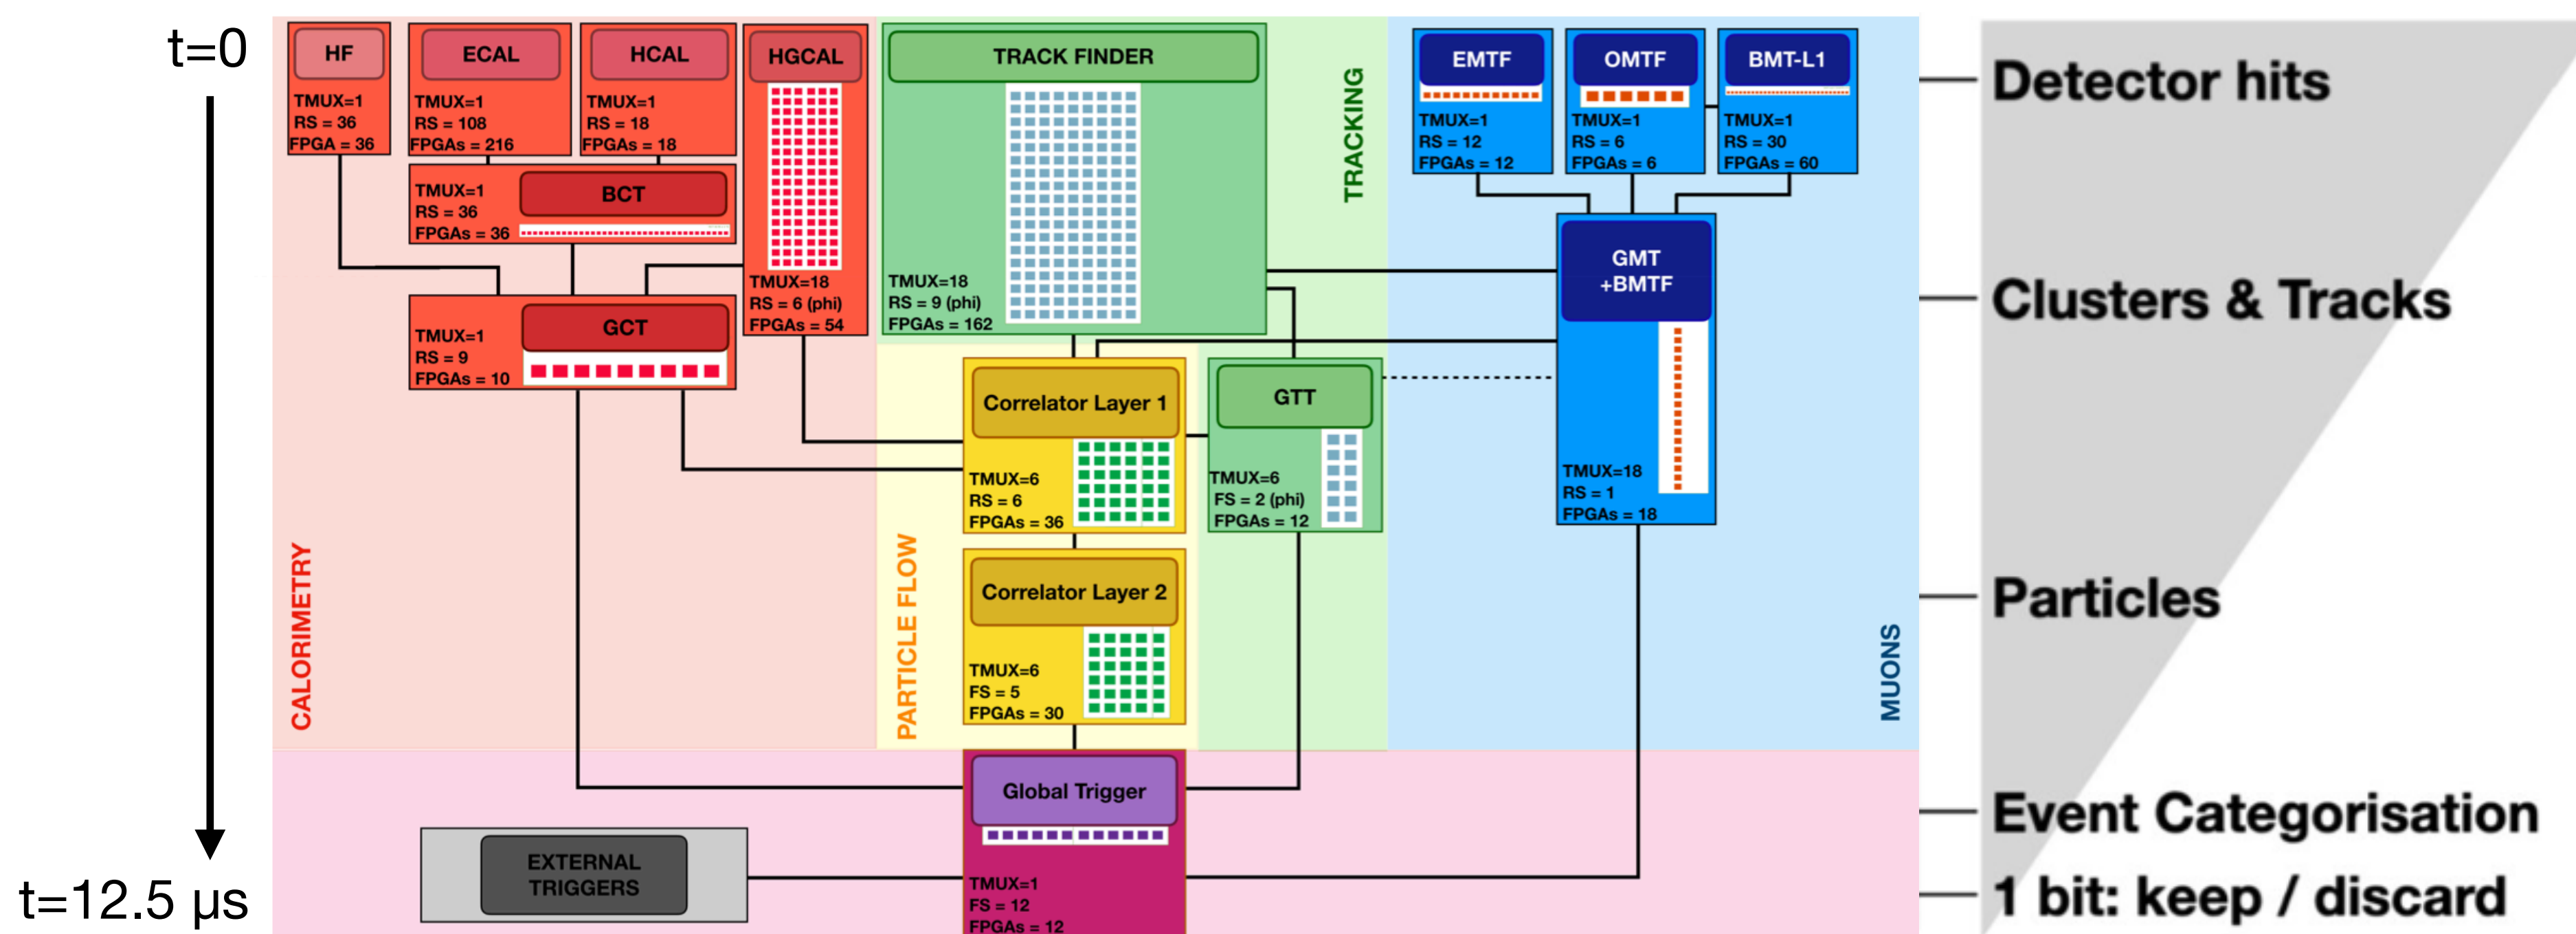 t=0
t=12.5 µs
HF
TMUX=1
RS = 36
FPGA = 36
ECAL
TMUX=1
RS = 108
FPGAs = 216
HCAL
TMUX=1
RS = 18
FPGAs = 18
HGCAL
TMUX=18
RS = 6 (phi)
FPGAs = 54
BCT
TMUX=1
RS = 36
FPGAs = 36
GCT
TMUX=1
RS = 9
FPGAs = 10
CALORIMETRY
TRACK FINDER
TMUX=18
RS = 9 (phi)
FPGAs = 162
TRACKING
Correlator Layer 1
TMUX=6
RS = 6
FPGAs = 36
GTT
TMUX=6
FS = 2 (phi)
FPGAs = 12
Correlator Layer 2
TMUX=6
FS = 5
FPGAs = 30
PARTICLE FLOW
EMTF
TMUX=1
RS = 12
FPGAs = 12
OMTF
TMUX=1
RS = 6
FPGAs = 6
BMT-L1
TMUX=1
RS = 30
FPGAs = 60
GMT
+BMTF
TMUX=18
RS = 1
FPGAs = 18
MUONS
Global Trigger
TMUX=1
FS = 12
FPGAs = 12
EXTERNAL
TRIGGERS
Detector hits
Clusters & Tracks
Particles
Event Categorisation
1 bit: keep / discard